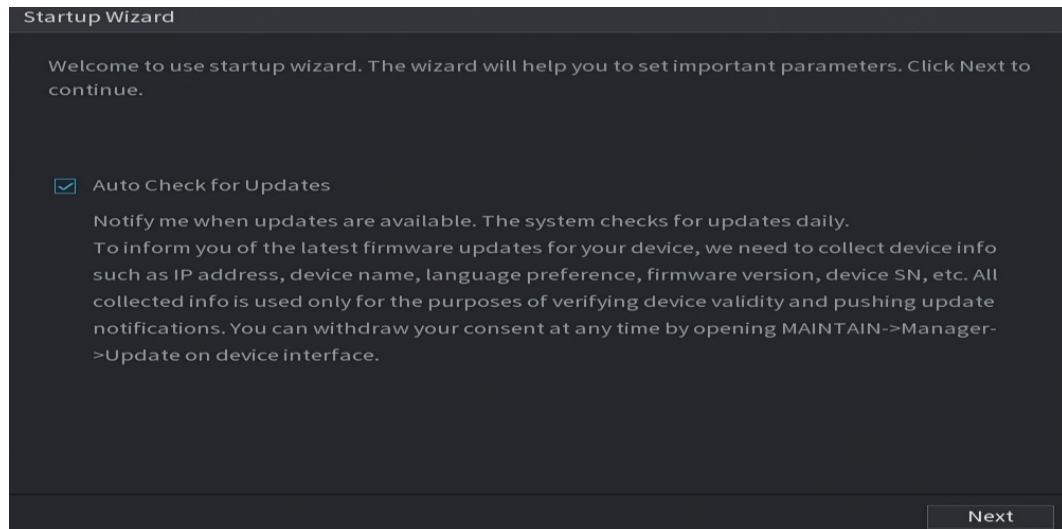 Startup Wizard
Welcome to use startup wizard. The wizard will help you to set important parameters. Click Next to
continue.
Auto Check for Updates
Notify me when updates are available. The system checks for updates daily.
To inform you of the latest firmware updates for your device, we need to collect device info
such as IP address, device name, language preference, firmware version, device SN, etc. All
collected info is used only for the purposes of verifying device validity and pushing update
notifications. You can withdraw your consent at any time by opening MAINTAIN->Manager-
>Update on device interface.
Next